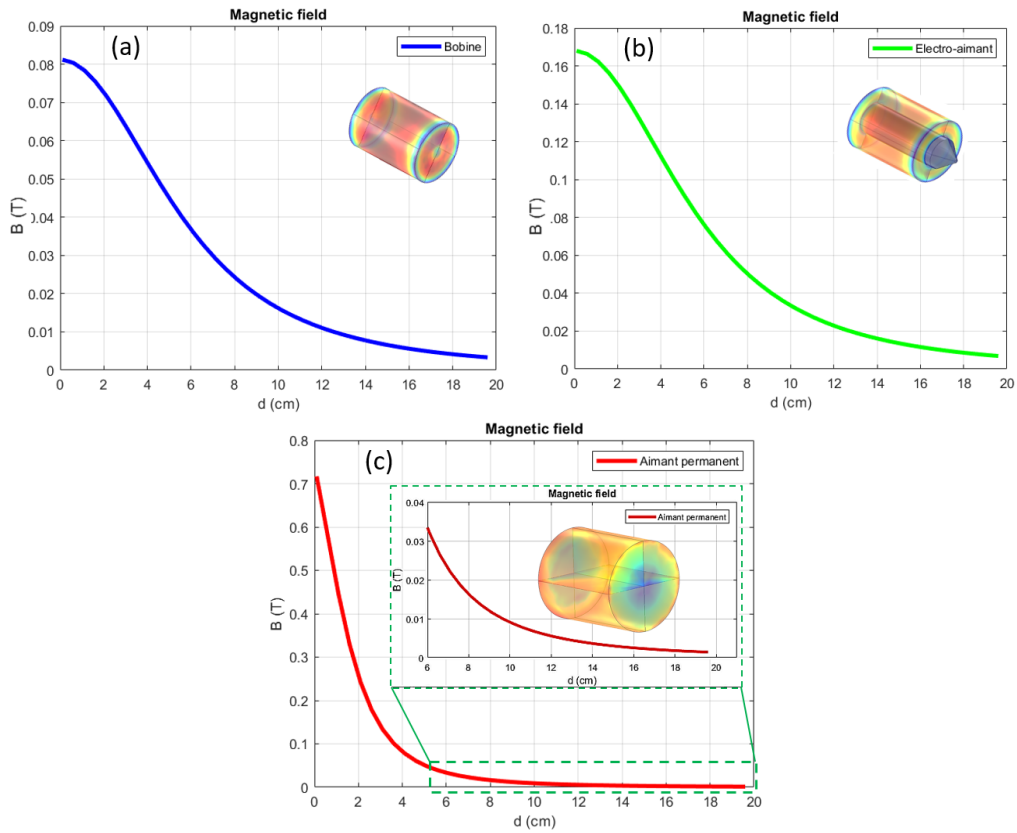 Magnetic field
(a)
Bobine
0.09
0.08
0.07
0.06
0.05
0.03
0.02
0.01
0
B (T)
0 2 4 6 8 10 12 14 16 18 20
d (cm)
Magnetic field
(b)
Electro-aimant
0.18
0.16
0.14
0.12
0.1
0.06
0.04
0.02
0
B (T)
0 2 4 6 8 10 12 14 16 18 20
d (cm)
Magnetic field
(c)
Aimant permanent
0.8
0.7
0.6
0.5
0.4
0.3
0.2
0.1
0
B (T)
0 2 4 6 8 10 12 14 16 18 20
d (cm)
Magnetic field
Aimant permanent
0.04
0.03
0.02
0.01
0
B (T)
6 8 10 12 14 16 18 20
d (cm)